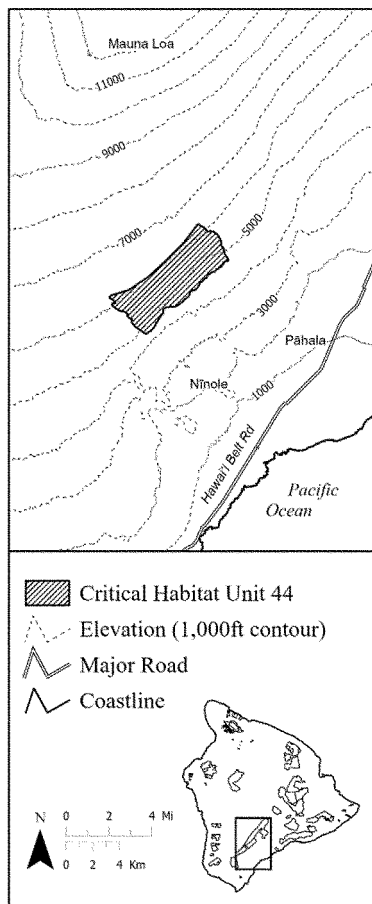 Mauna Loa
11000
9000
7000
5000
3000
Pāhala
Nīnole
1000
Hawai'i Belt Rd
Pacific
Ocean
Critical Habitat Unit 44
Elevation (1,000ft contour)
Major Road
Coastline
N
0 2 4 Mi
0 2 4 Km